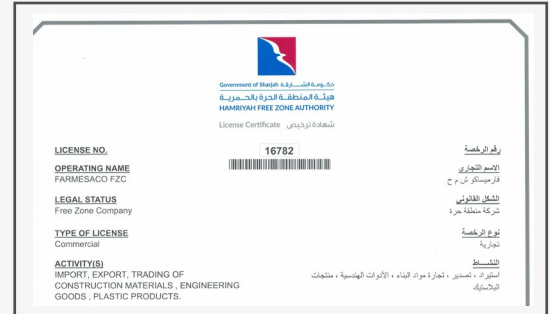 Government of Sharjah حكومة الشارقة
هيئة المنطقة الحرة بالحمرية
HAMRIYAH FREE ZONE AUTHORITY
License Certificate شهادة ترخيص
LICENSE NO. 16782 رقم الرخصة
OPERATING NAME الاسم التجاري
FARMESACO FZC فارميساكو ش م ح
LEGAL STATUS الشكل القانوني
Free Zone Company شركة منطقة حرة
TYPE OF LICENSE نوع الرخصة
Commercial تجارية
ACTIVITY(S) النشاط
IMPORT, EXPORT, TRADING OF استيراد ، تصدير ، تجارة مواد البناء ، الأدوات الهندسية ، منتجات
CONSTRUCTION MATERIALS , ENGINEERING البلاستيك
GOODS , PLASTIC PRODUCTS.